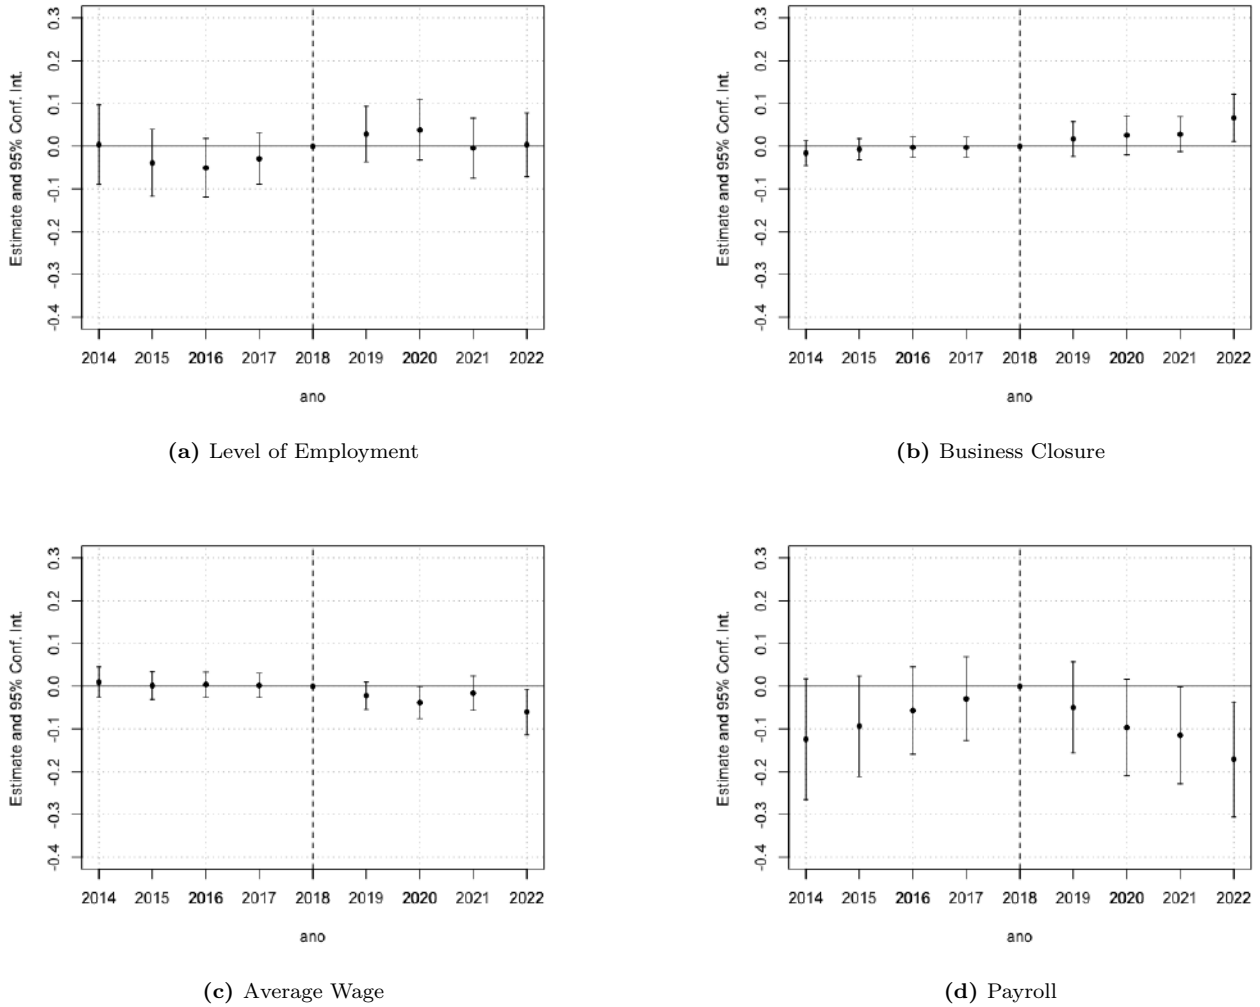 Estimate and 95% Conf. Int.
0.3
0.2
0.1
0.0
-0.1
-0.2
-0.3
-0.4
2014 2015 2016 2017 2018 2019 2020 2021 2022
ano
(a) Level of Employment
Estimate and 95% Conf. Int.
0.3
0.2
0.1
0.0
-0.1
-0.2
-0.3
-0.4
2014 2015 2016 2017 2018 2019 2020 2021 2022
ano
(b) Business Closure
Estimate and 95% Conf. Int.
0.3
0.2
0.1
0.0
-0.1
-0.2
-0.3
-0.4
2014 2015 2016 2017 2018 2019 2020 2021 2022
ano
(c) Average Wage
Estimate and 95% Conf. Int.
0.3
0.2
0.1
0.0
-0.1
-0.2
-0.3
-0.4
2014 2015 2016 2017 2018 2019 2020 2021 2022
ano
(d) Payroll